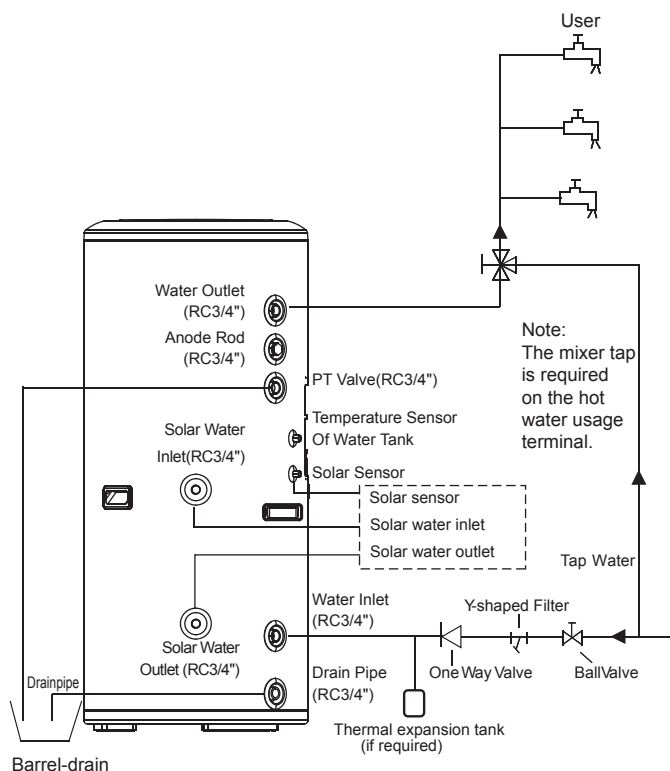 User
Water Outlet
(RC3/4")
Anode Rod
(RC3/4")
PT Valve(RC3/4")
Note:
The mixer tap
is required
on the hot
water usage
terminal.
Temperature Sensor
Of Water Tank
Solar Water
Inlet(RC3/4")
Solar Sensor
Solar sensor
Solar water inlet
Solar water outlet
Tap Water
Water Inlet
(RC3/4")
Y-shaped Filter
Solar Water
Outlet (RC3/4")
One Way Valve
BallValve
Drain Pipe
(RC3/4")
Drainpipe
Thermal expansion tank
(if required)
Barrel-drain